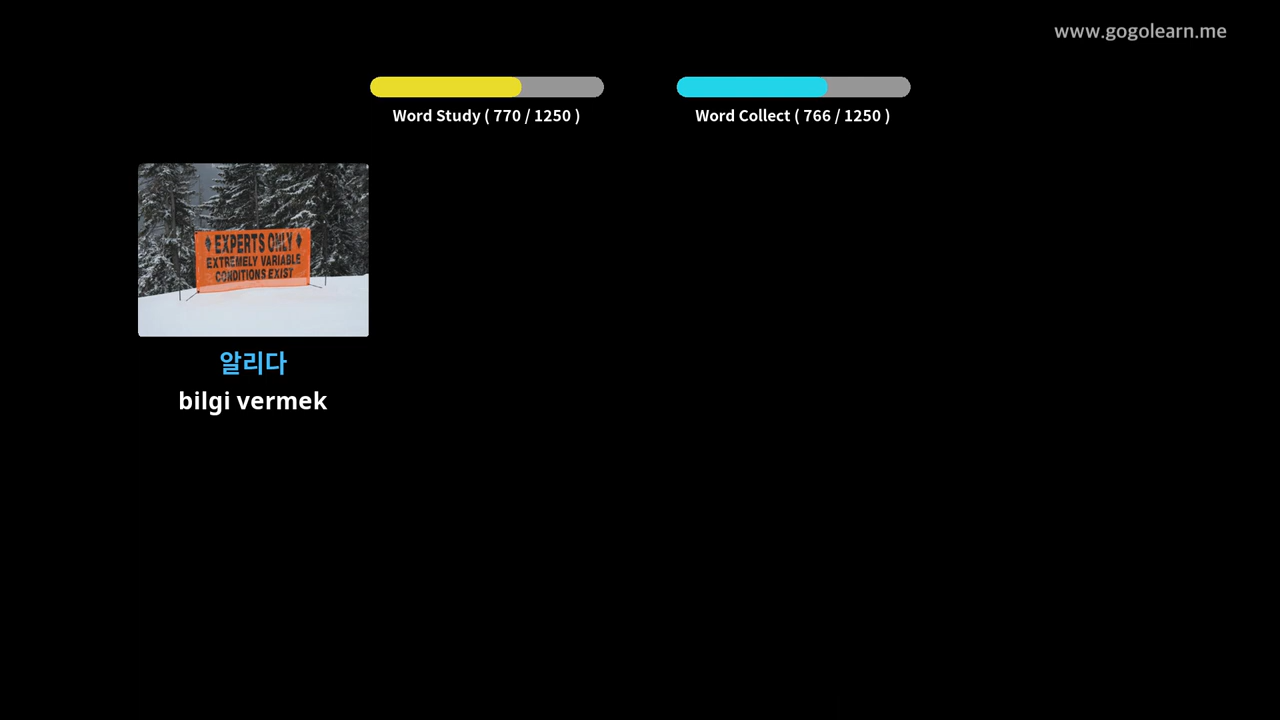 www.gogolearn.me
Word Study ( 770 / 1250 )
Word Collect ( 766 / 1250 )
EXPERTS ONLY
EXTREMELY VARIABLE
CONDITIONS EXIST
알리다
bilgi vermek